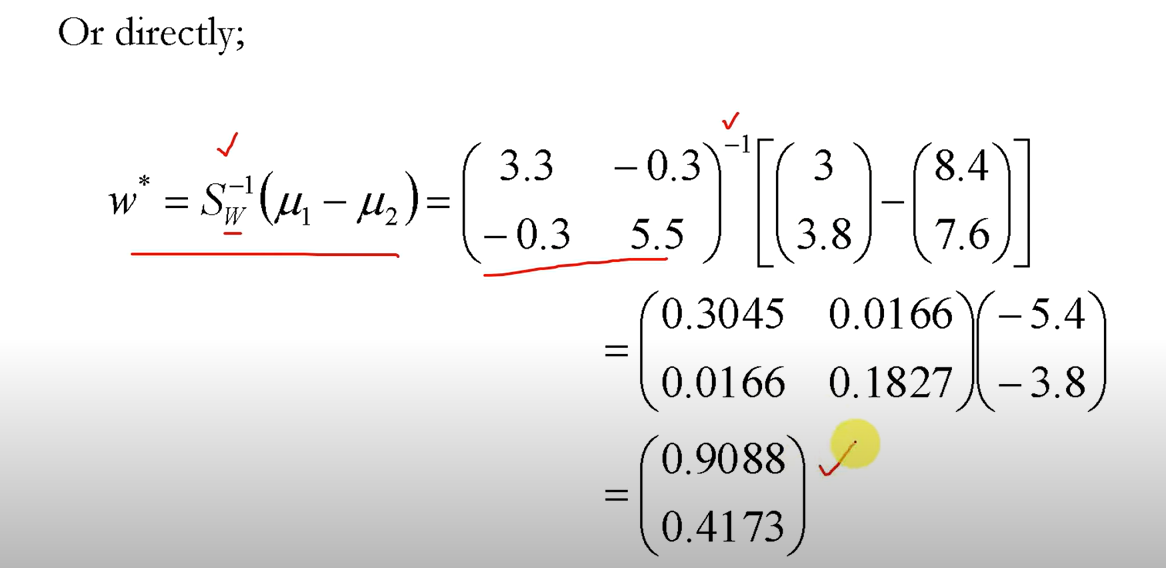 Or directly;
w* = S_W^{-1}(μ₁ − μ₂) = (3.3 −0.3; −0.3 5.5)^{-1} [(3; 3.8) − (8.4; 7.6)]
= (0.3045 0.0166; 0.0166 0.1827)(−5.4; −3.8)
= (0.9088; 0.4173)